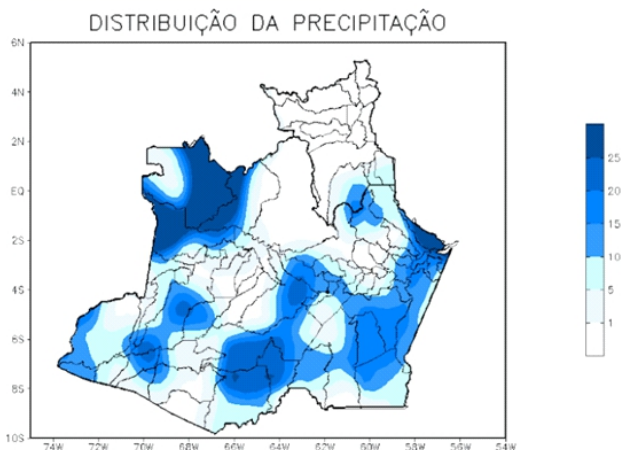 DISTRIBUIÇÃO DA PRECIPITAÇÃO
6N
4N
2N
EQ
2S
4S
6S
8S
10S
74W 72W 70W 68W 66W 64W 62W 60W 58W 56W 54W
25
20
15
10
5
1